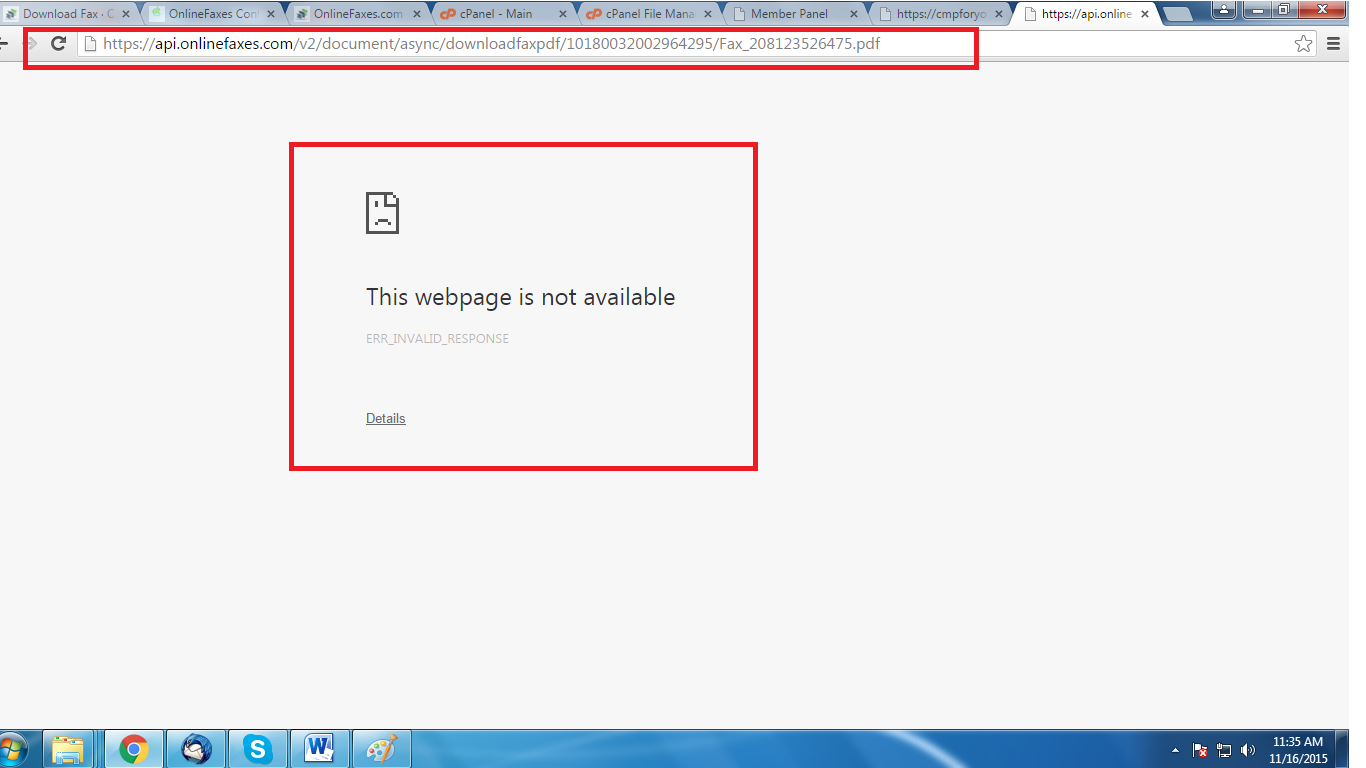 Download Fax - C
OnlineFaxes Cont
OnlineFaxes.com
cPanel - Main
cPanel File Mana
Member Panel
https://cmpforyo
https://api.online
https://api.onlinefaxes.com/v2/document/async/downloadfaxpdf/10180032002964295/Fax_208123526475.pdf
This webpage is not available
ERR_INVALID_RESPONSE
Details
11:35 AM
11/16/2015